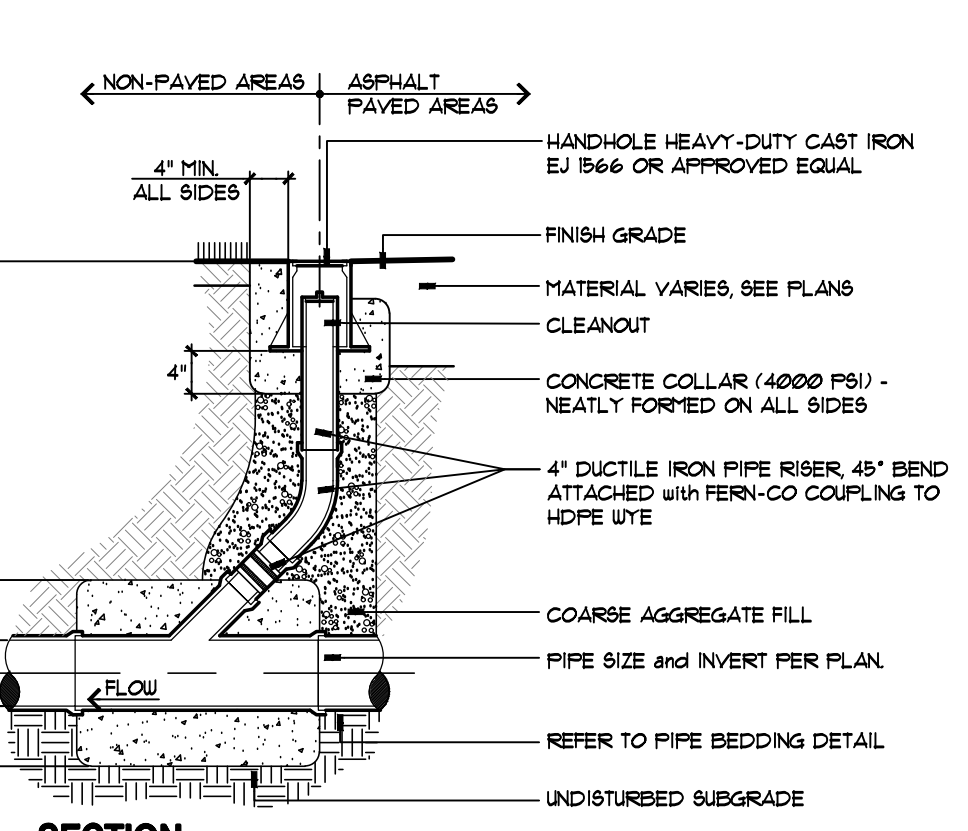 NON-PAVED AREAS
ASPHALT
PAVED AREAS
HANDHOLE HEAVY-DUTY CAST IRON
EJ 1566 OR APPROVED EQUAL
4" MIN.
ALL SIDES
FINISH GRADE
MATERIAL VARIES, SEE PLANS
CLEANOUT
4"
CONCRETE COLLAR (4000 PSI) -
NEATLY FORMED ON ALL SIDES
4" DUCTILE IRON PIPE RISER, 45° BEND
ATTACHED with FERN-CO COUPLING TO
HDPE WYE
COARSE AGGREGATE FILL
PIPE SIZE and INVERT PER PLAN.
FLOW
REFER TO PIPE BEDDING DETAIL
UNDISTURBED SUBGRADE
SECTION